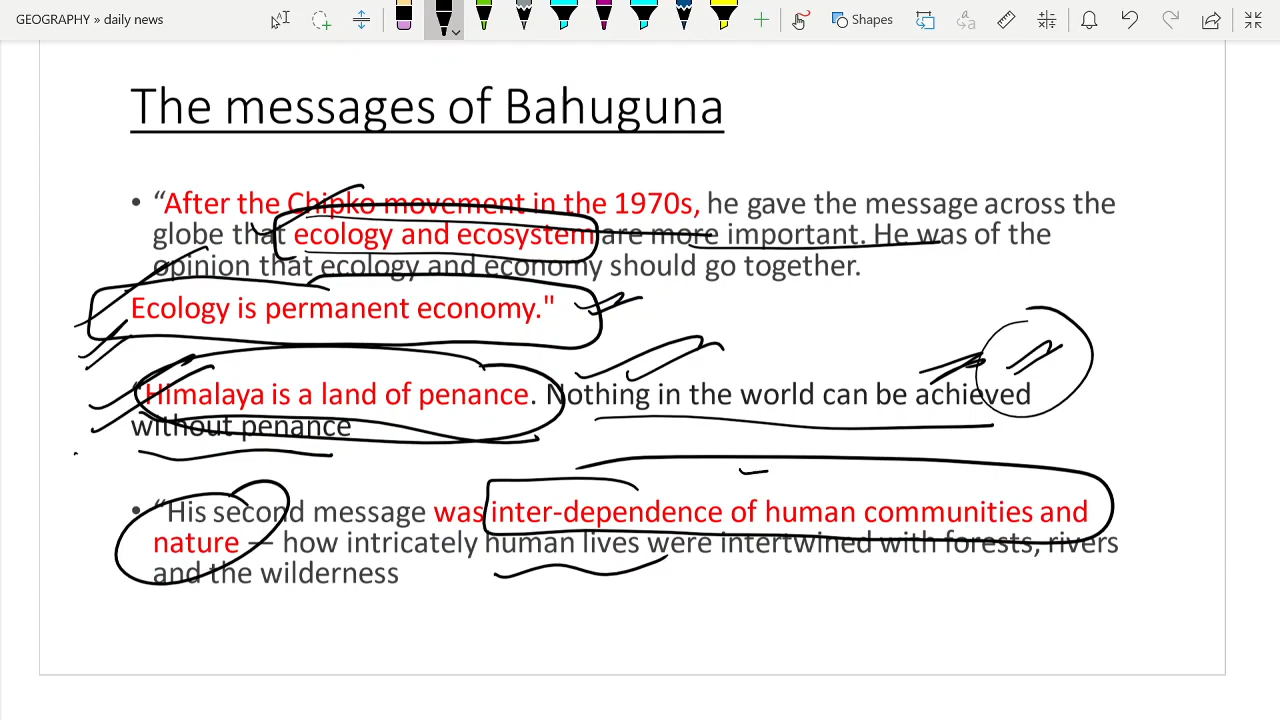 GEOGRAPHY » daily news
Shapes
The messages of Bahuguna
• “After the Chipko movement in the 1970s, he gave the message across the
globe that ecology and ecosystem are more important. He was of the
opinion that ecology and economy should go together.
Ecology is permanent economy."
“Himalaya is a land of penance. Nothing in the world can be achieved
without penance
• “His second message was inter-dependence of human communities and
nature — how intricately human lives were intertwined with forests, rivers
and the wilderness